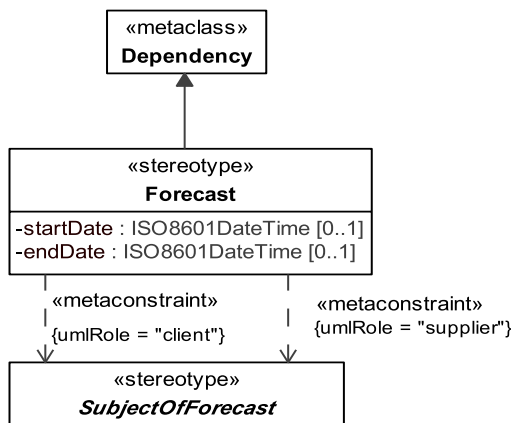 «metaclass»
Dependency
«stereotype»
Forecast
-startDate : ISO8601DateTime [0..1]
-endDate : ISO8601DateTime [0..1]
«metaconstraint»
{umlRole = "client"}
«metaconstraint»
{umlRole = "supplier"}
«stereotype»
SubjectOfForecast